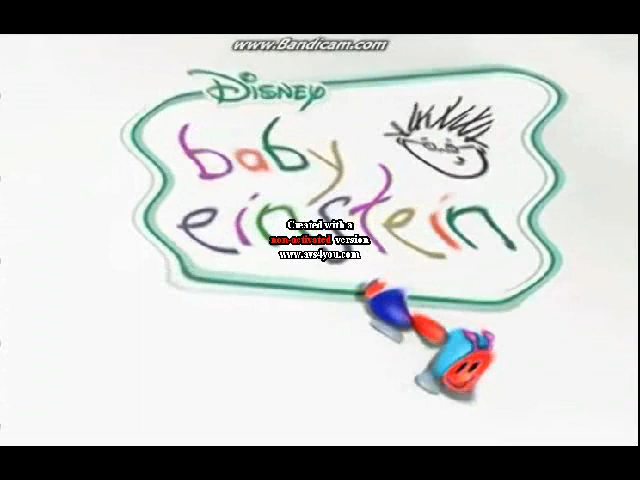 www.Bandicam.com
Disney
baby
einstein
Created with a
non-activated version
www.avs4you.com